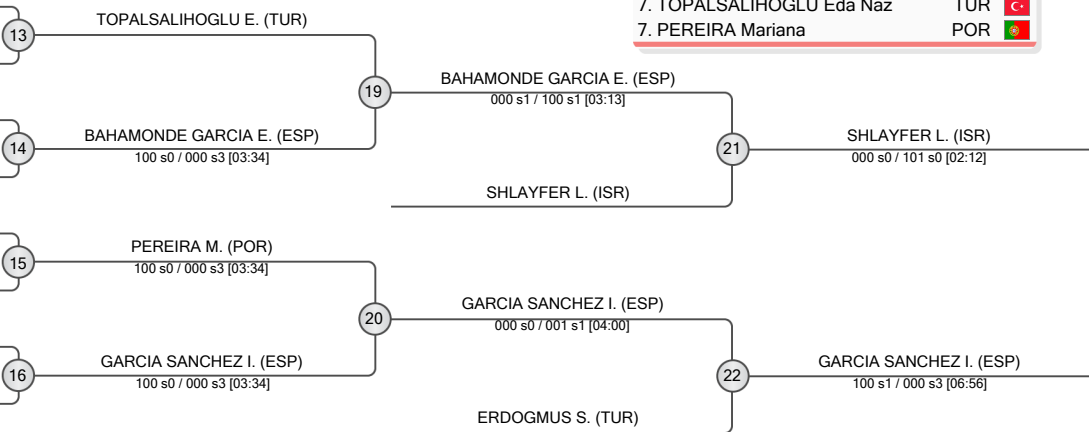 7. TOPALSALIHOGLU Eda Naz TUR
7. PEREIRA Mariana POR
13
TOPALSALIHOGLU E. (TUR)
19
BAHAMONDE GARCIA E. (ESP)
000 s1 / 100 s1 [03:13]
14
BAHAMONDE GARCIA E. (ESP)
100 s0 / 000 s3 [03:34]
21
SHLAYFER L. (ISR)
000 s0 / 101 s0 [02:12]
SHLAYFER L. (ISR)
15
PEREIRA M. (POR)
100 s0 / 000 s3 [03:34]
20
GARCIA SANCHEZ I. (ESP)
000 s0 / 001 s1 [04:00]
16
GARCIA SANCHEZ I. (ESP)
100 s0 / 000 s3 [03:34]
22
GARCIA SANCHEZ I. (ESP)
100 s1 / 000 s3 [06:56]
ERDOGMUS S. (TUR)